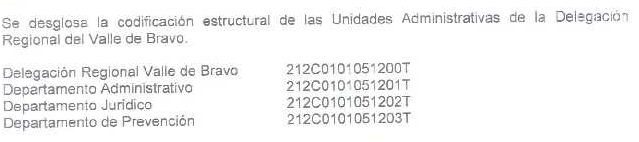 Se desglosa la codificación estructural de las Unidades Administrativas de la Delegación
Regional del Valle de Bravo.
Delegación Regional Valle de Bravo 212C0101051200T
Departamento Administrativo 212C0101051201T
Departamento Jurídico 212C0101051202T
Departamento de Prevención 212C0101051203T